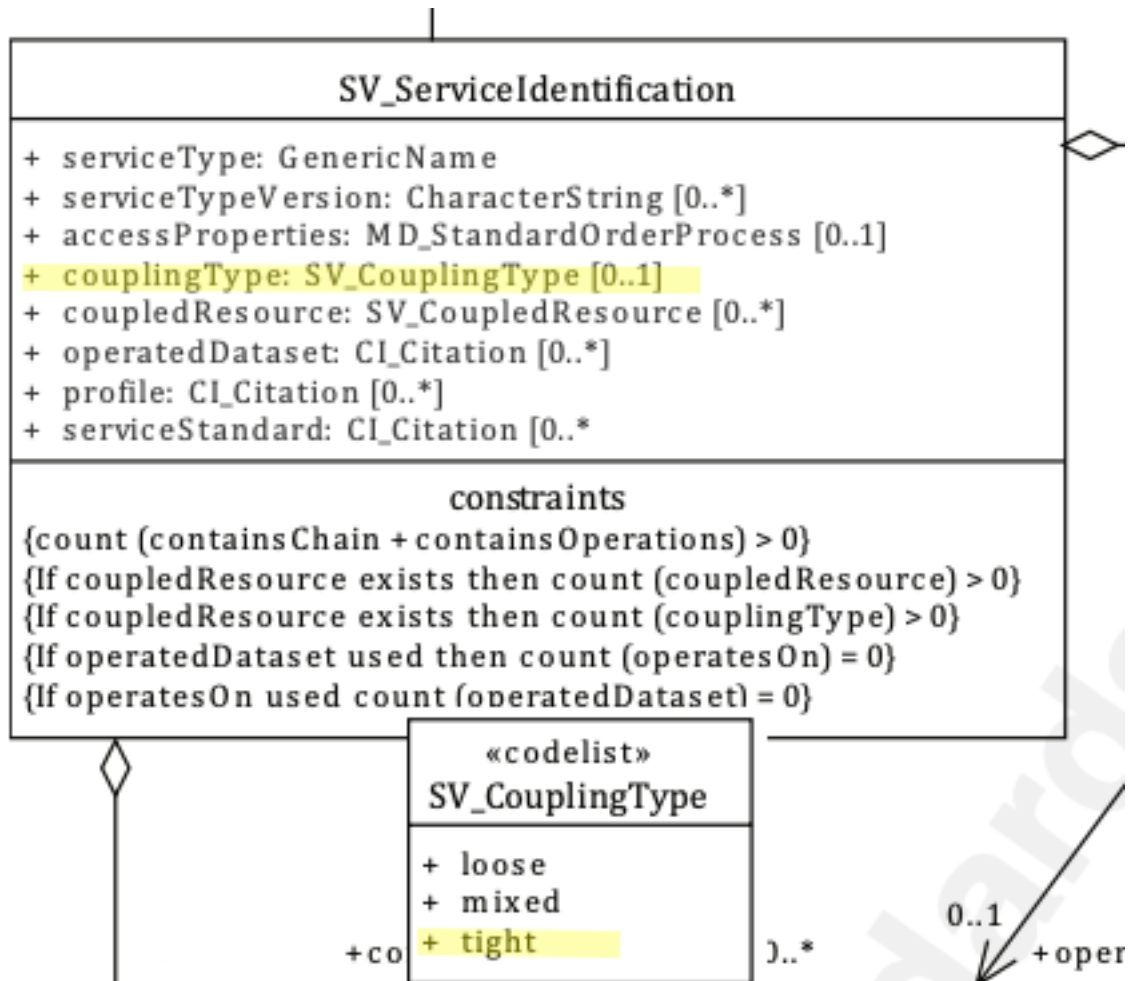 SV_ServiceIdentification
+ serviceType: GenericName
+ serviceTypeVersion: CharacterString [0..*]
+ accessProperties: MD_StandardOrderProcess [0..1]
+ couplingType: SV_CouplingType [0..1]
+ coupledResource: SV_CoupledResource [0..*]
+ operatedDataset: CI_Citation [0..*]
+ profile: CI_Citation [0..*]
+ serviceStandard: CI_Citation [0..*
constraints
{count (containsChain + containsOperations) > 0}
{If coupledResource exists then count (coupledResource) > 0}
{If coupledResource exists then count (couplingType) > 0}
{If operatedDataset used then count (operatesOn) = 0}
{If operatesOn used count (operatedDataset) = 0}
«codelist»
SV_CouplingType
+ loose
+ mixed
+ tight
+co
0..*
0..1
+oper